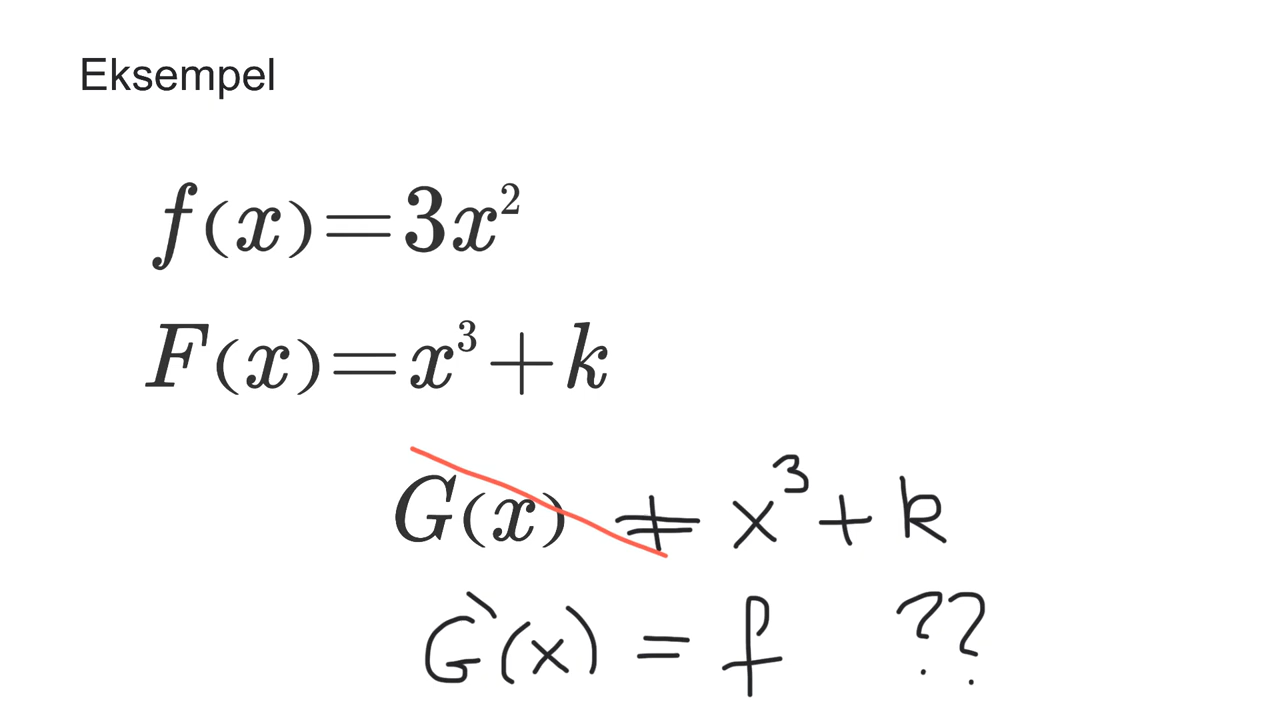 Eksempel
f(x)=3x²
F(x)=x³+k
G(x) ≠ x³+k
G`(x) = f ??